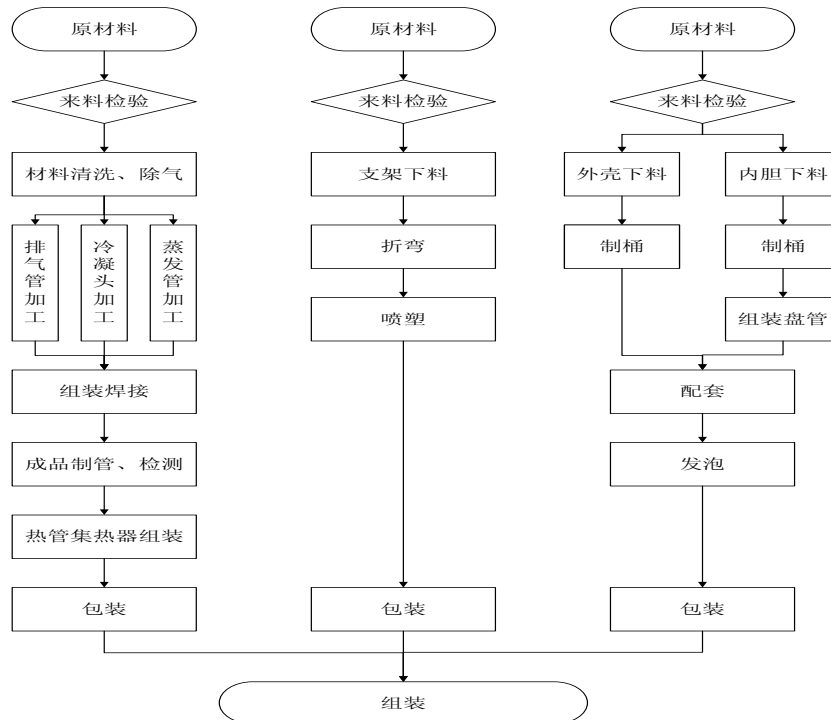 原材料
原材料
原材料
来料检验
来料检验
来料检验
材料清洗、除气
支架下料
外壳下料
内胆下料
排气管加工
冷凝头加工
蒸发管加工
折弯
制桶
制桶
喷塑
组装盘管
组装焊接
配套
成品制管、检测
发泡
热管集热器组装
包装
包装
包装
组装